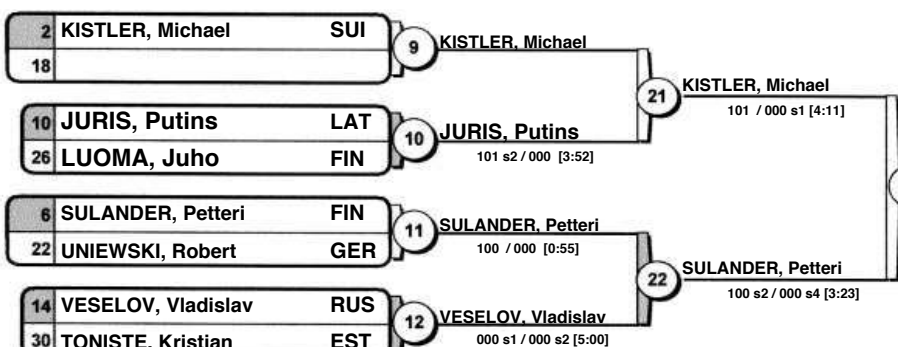 2 KISTLER, Michael SUI
18
9
KISTLER, Michael
10 JURIS, Putins LAT
26 LUOMA, Juho FIN
10
JURIS, Putins
101 s2 / 000 [3:52]
21
KISTLER, Michael
101 / 000 s1 [4:11]
6 SULANDER, Petteri FIN
22 UNIEWSKI, Robert GER
11
SULANDER, Petteri
100 / 000 [0:55]
14 VESELOV, Vladislav RUS
30 TONISTE, Kristian EST
12
VESELOV, Vladislav
000 s1 / 000 s2 [5:00]
22
SULANDER, Petteri
100 s2 / 000 s4 [3:23]